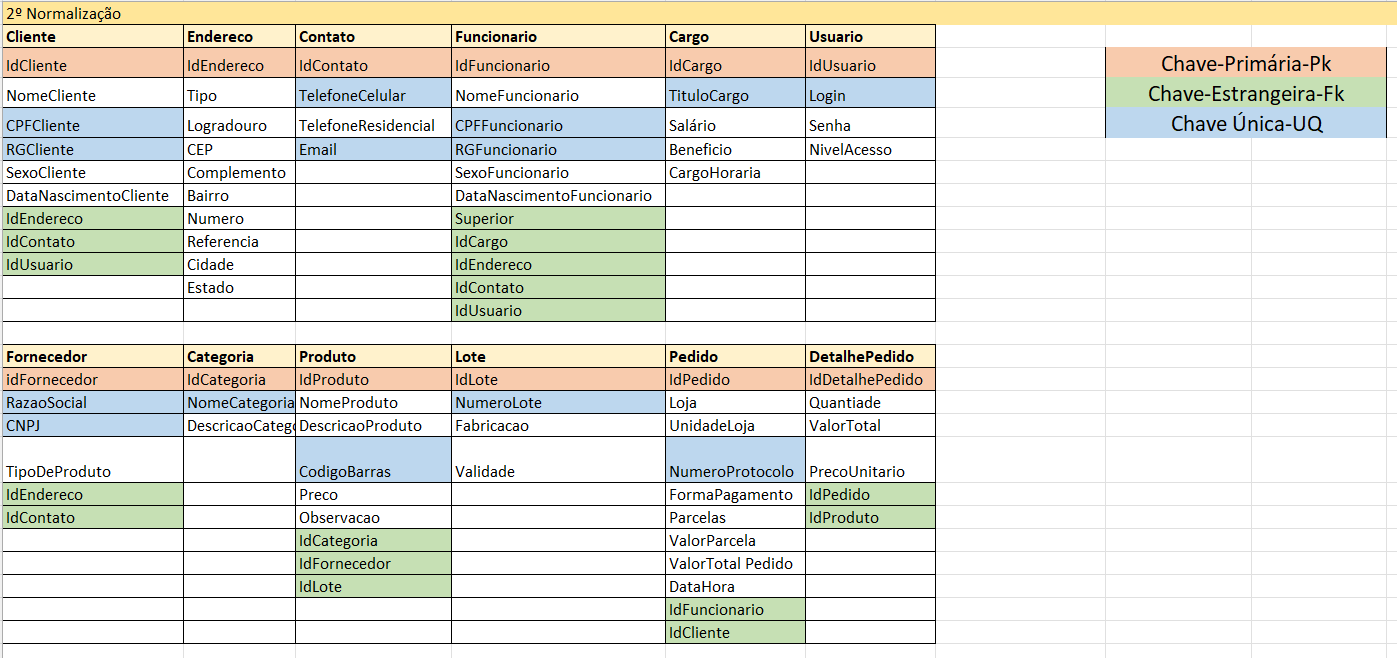 2º Normalização
Cliente Endereco Contato Funcionario Cargo Usuario
IdCliente IdEndereco IdContato IdFuncionario IdCargo IdUsuario Chave-Primária-Pk
NomeCliente Tipo TelefoneCelular NomeFuncionario TituloCargo Login Chave-Estrangeira-Fk
CPFCliente Logradouro TelefoneResidencial CPFFuncionario Salário Senha Chave Única-UQ
RGCliente CEP Email RGFuncionario Beneficio NivelAcesso
SexoCliente Complemento SexoFuncionario CargoHoraria
DataNascimentoCliente Bairro DataNascimentoFuncionario
IdEndereco Numero Superior
IdContato Referencia IdCargo
IdUsuario Cidade IdEndereco
Estado IdContato
IdUsuario
Fornecedor Categoria Produto Lote Pedido DetalhePedido
idFornecedor IdCategoria IdProduto IdLote IdPedido IdDetalhePedido
RazaoSocial NomeCategoria NomeProduto NumeroLote Loja Quantiade
CNPJ DescricaoCateg DescricaoProduto Fabricacao UnidadeLoja ValorTotal
TipoDeProduto CodigoBarras Validade NumeroProtocolo PrecoUnitario
IdEndereco Preco FormaPagamento IdPedido
IdContato Observacao Parcelas IdProduto
IdCategoria ValorParcela
IdFornecedor ValorTotal Pedido
IdLote DataHora
IdFuncionario
IdCliente